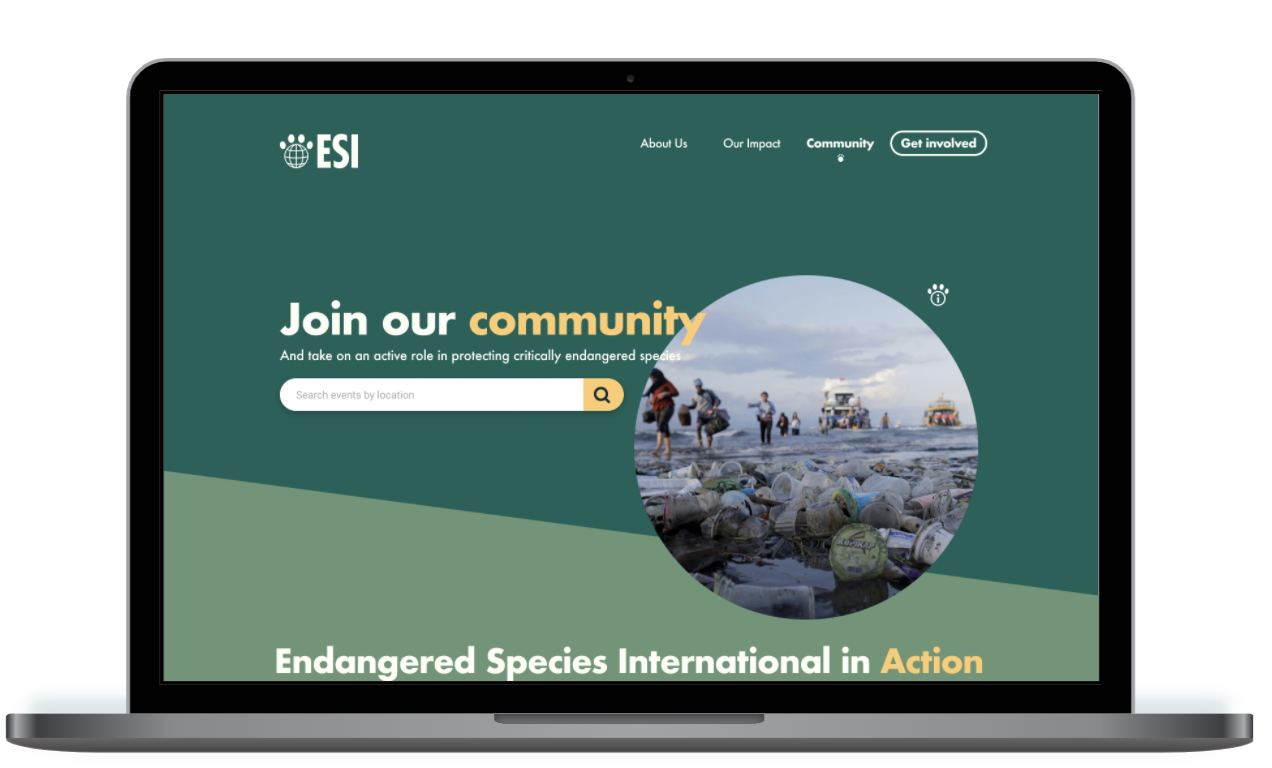 ESI
About Us
Our Impact
Community
Get involved
Join our community
And take on an active role in protecting critically endangered species
Search events by location
KOPIKAP
Endangered Species International in Action